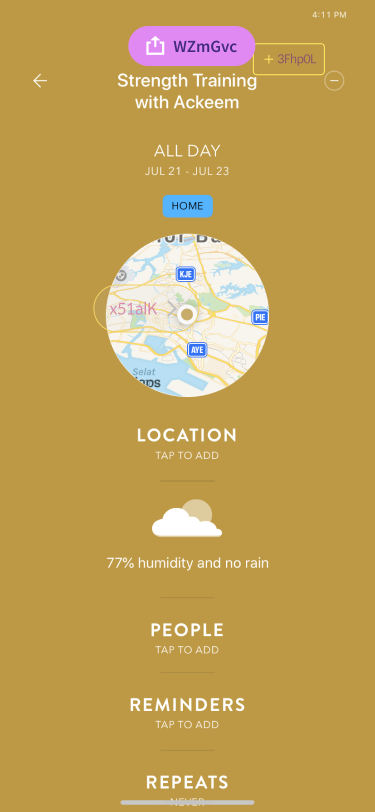 4:11 PM
WZmGvc
+ 3Fhp0L
Strength Training
with Ackeem
ALL DAY
JUL 21 - JUL 23
HOME
KJE
x51alK
PIE
AYE
Selat
LOCATION
TAP TO ADD
77% humidity and no rain
PEOPLE
TAP TO ADD
REMINDERS
TAP TO ADD
REPEATS
NEVER